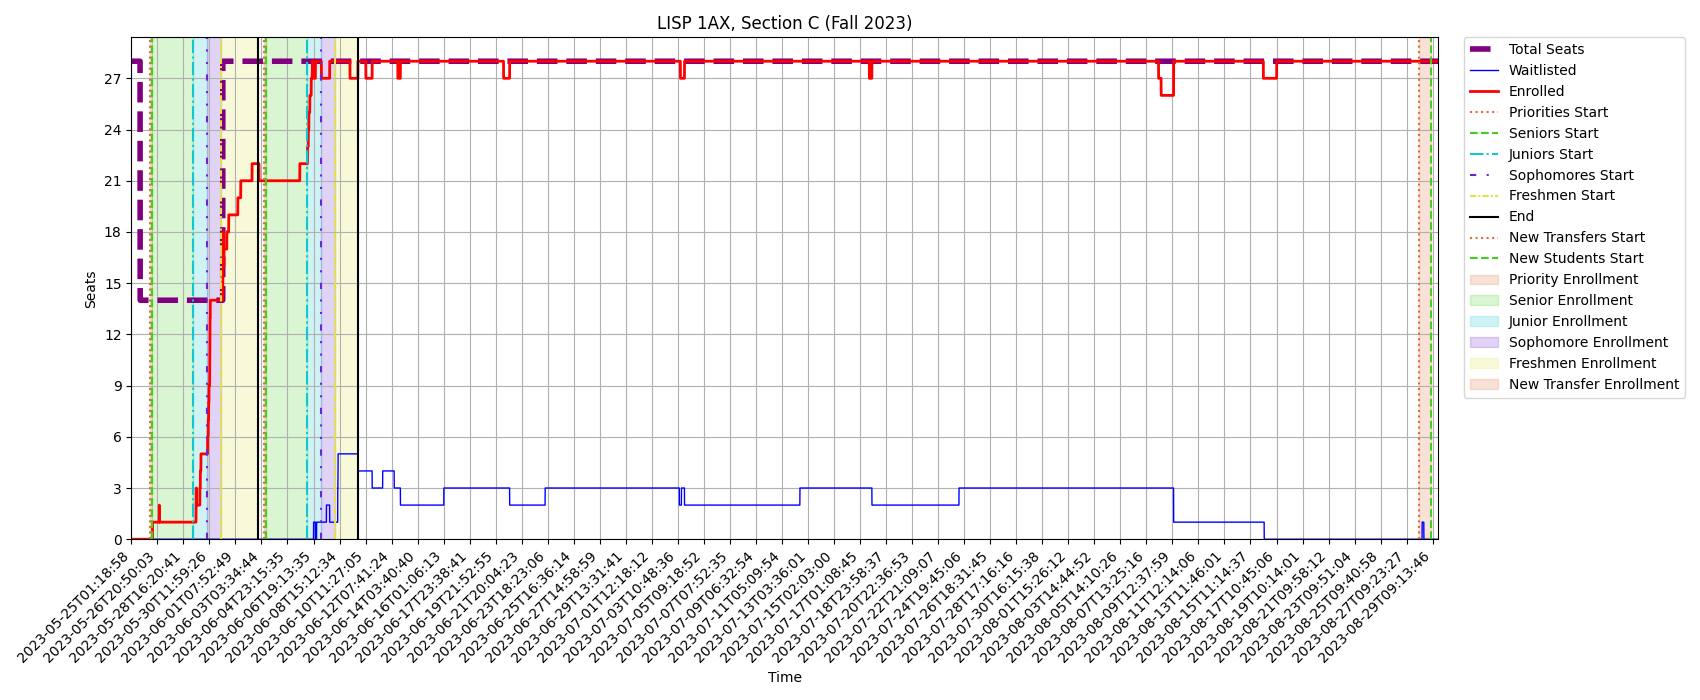 LISP 1AX, Section C (Fall 2023)
Seats
27
24
21
18
15
12
9
6
3
0
2023-05-25T01:18:58
2023-05-26T20:50:03
2023-05-28T16:20:41
2023-05-30T11:59:26
2023-06-01T07:52:49
2023-06-03T03:34:44
2023-06-04T23:15:35
2023-06-06T19:13:35
2023-06-08T15:12:34
2023-06-10T11:27:05
2023-06-12T07:41:24
2023-06-14T03:40:40
2023-06-16T01:06:13
2023-06-17T23:38:41
2023-06-19T21:52:55
2023-06-21T20:04:23
2023-06-23T18:23:06
2023-06-25T16:36:14
2023-06-27T14:58:59
2023-06-29T13:31:41
2023-07-01T12:18:12
2023-07-03T10:48:36
2023-07-05T09:18:52
2023-07-07T07:52:35
2023-07-09T06:32:54
2023-07-11T05:09:54
2023-07-13T03:36:01
2023-07-15T02:03:00
2023-07-17T01:08:45
2023-07-18T23:58:37
2023-07-20T22:36:53
2023-07-22T21:09:07
2023-07-24T19:45:06
2023-07-26T18:31:45
2023-07-28T17:16:16
2023-07-30T16:15:38
2023-08-01T15:26:12
2023-08-03T14:44:52
2023-08-05T14:10:26
2023-08-07T13:25:16
2023-08-09T12:37:59
2023-08-11T12:14:06
2023-08-13T11:46:01
2023-08-15T11:14:37
2023-08-17T10:45:06
2023-08-19T10:14:01
2023-08-21T09:58:12
2023-08-23T09:51:04
2023-08-25T09:40:58
2023-08-27T09:23:27
2023-08-29T09:13:46
Time
Total Seats
Waitlisted
Enrolled
Priorities Start
Seniors Start
Juniors Start
Sophomores Start
Freshmen Start
End
New Transfers Start
New Students Start
Priority Enrollment
Senior Enrollment
Junior Enrollment
Sophomore Enrollment
Freshmen Enrollment
New Transfer Enrollment